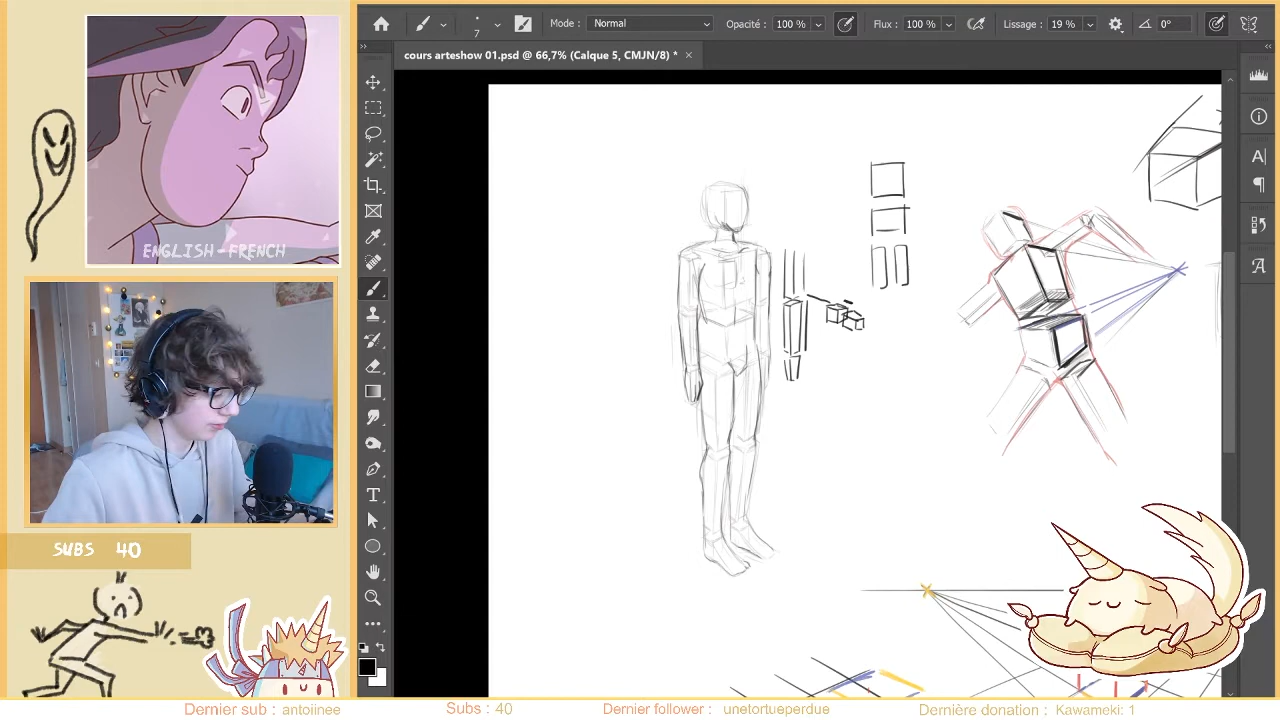 Mode : Normal Opacité : 100 % Flux : 100 % Lissage : 19 % 0°
7
cours arteshow 01.psd @ 66,7% (Calque 5, CMJN/8) *
ENGLISH-FRENCH
SUBS 40
Dernier sub : antoiinee Subs : 40 Dernier follower : unetortueperdue Dernière donation : Kawameki: 1